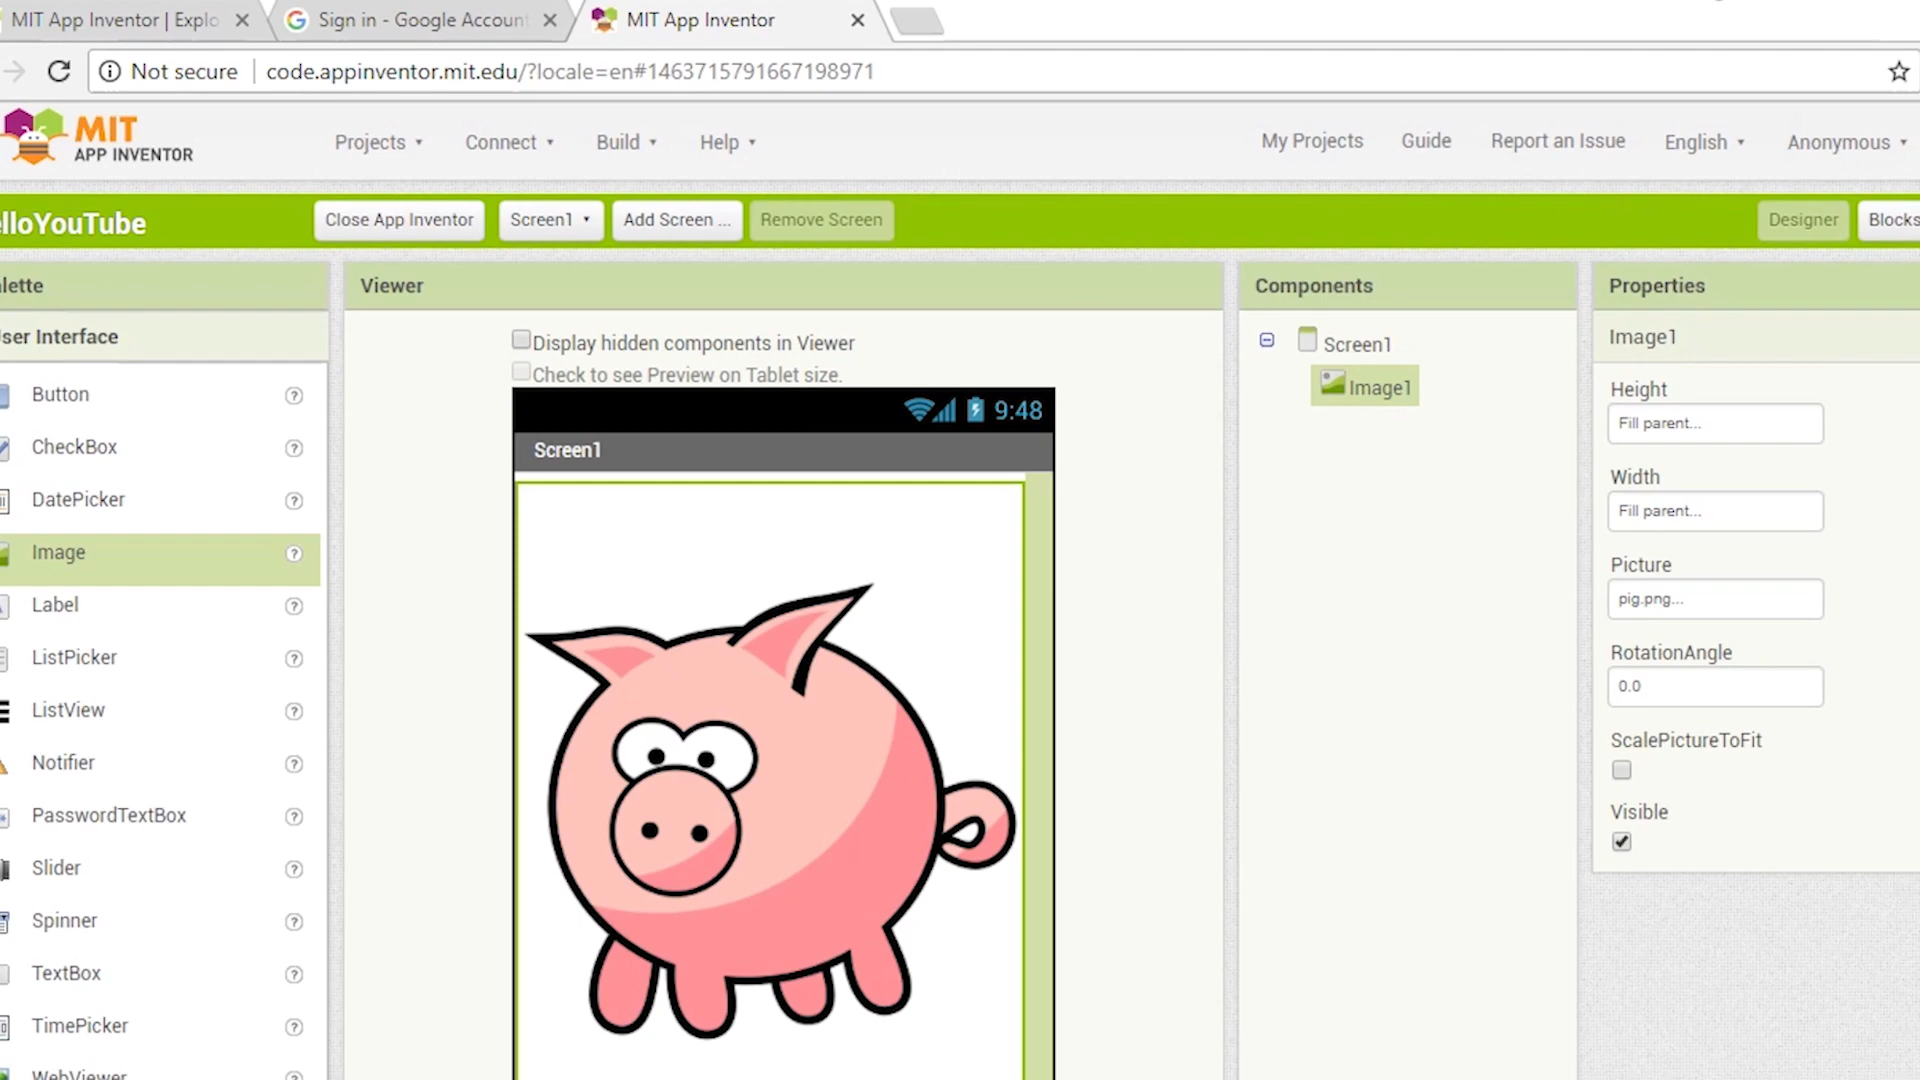 MIT App Inventor | Explo
Sign in - Google Accoun
MIT App Inventor
Not secure
code.appinventor.mit.edu/?locale=en#1463715791667198971
MIT
APP INVENTOR
Projects
Connect
Build
Help
My Projects
Guide
Report an Issue
English
Anonymous
lloYouTube
Close App Inventor
Screen1
Add Screen ...
Remove Screen
Designer
Blocks
lette
Viewer
Components
Properties
ser Interface
Display hidden components in Viewer
Screen1
Image1
Check to see Preview on Tablet size.
Image1
Button
?
Height
9:48
Fill parent...
CheckBox
?
Screen1
Width
DatePicker
?
Fill parent...
Image
?
Picture
Label
?
pig.png...
ListPicker
?
RotationAngle
0.0
ListView
?
ScalePictureToFit
Notifier
?
PasswordTextBox
?
Visible
Slider
?
Spinner
?
TextBox
?
TimePicker
?
WebViewer